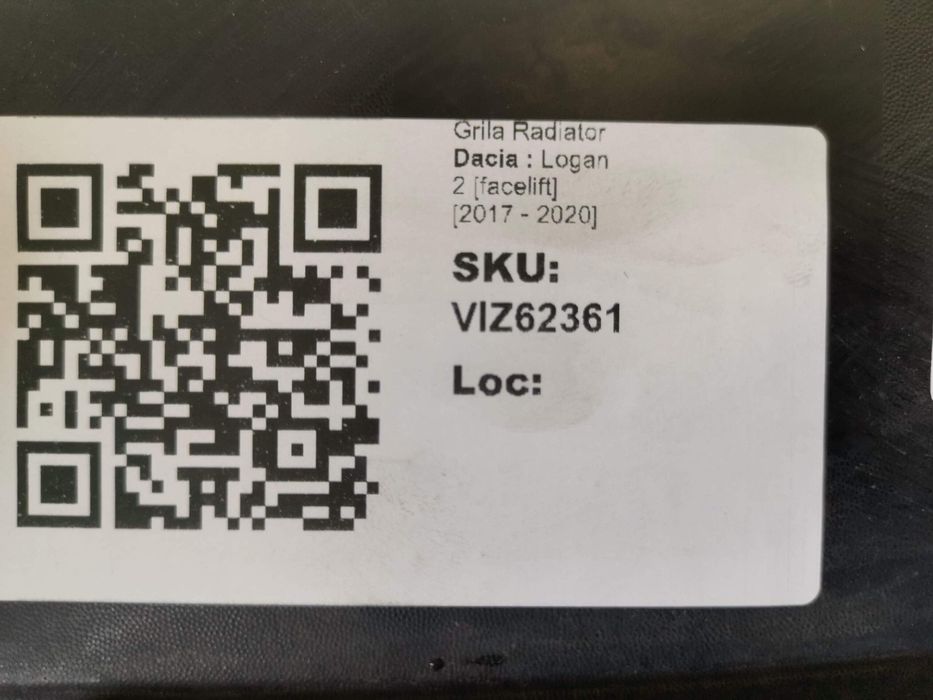 Grila Radiator
Dacia : Logan
2 [facelift]
[2017 - 2020]
SKU:
VIZ62361
Loc: